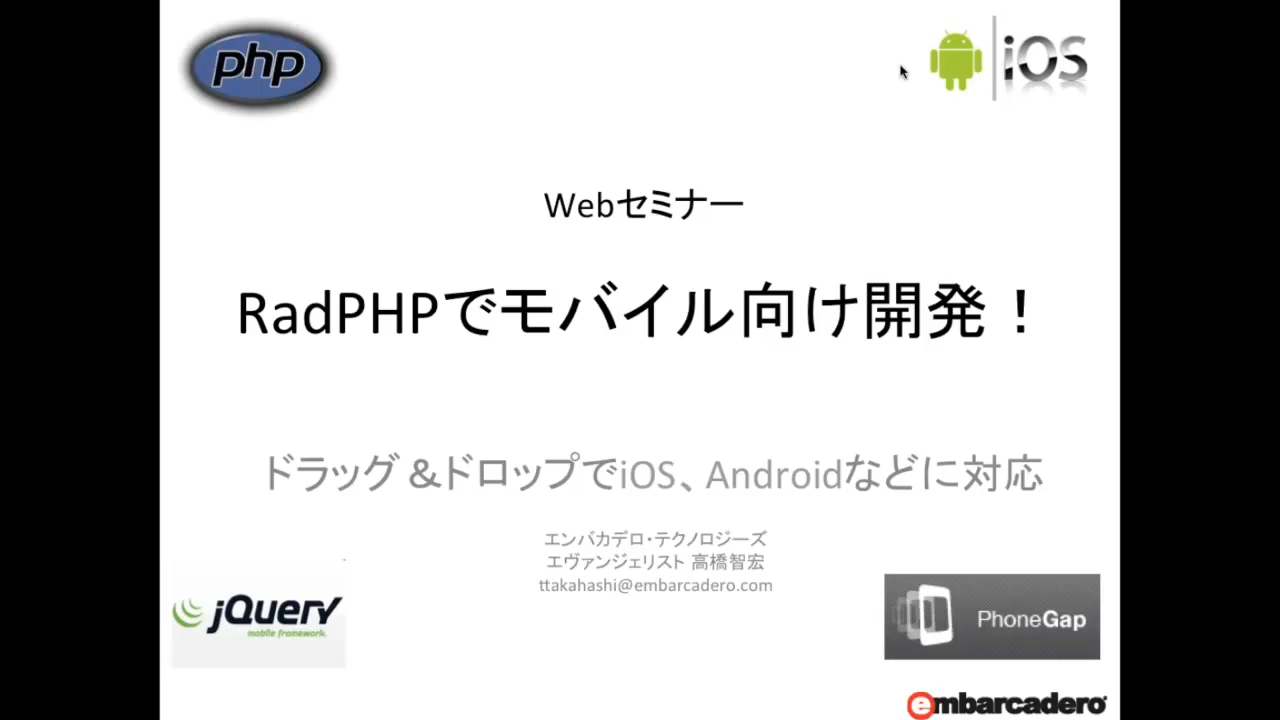 php
iOS
Webセミナー
RadPHPでモバイル向け開発！
ドラッグ&ドロップでiOS、Androidなどに対応
エンバカデロ・テクノロジーズ
エヴァンジェリスト 高橋智宏
ttakahashi@embarcadero.com
jQuery
mobile framework.
PhoneGap
embarcadero